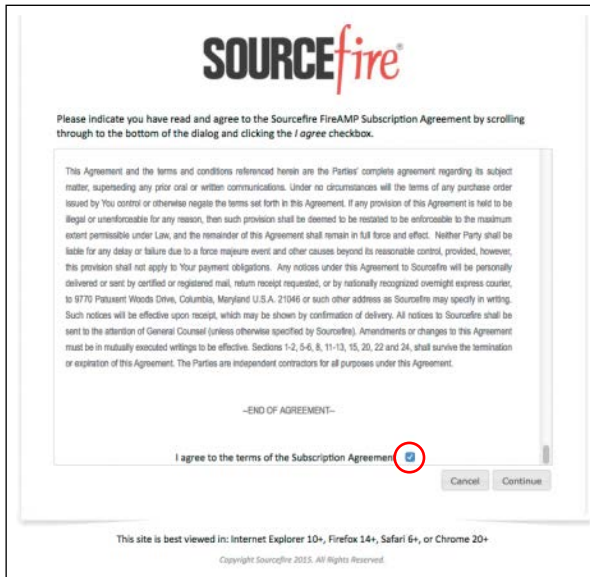 SOURCEfire®
Please indicate you have read and agree to the Sourcefire FireAMP Subscription Agreement by scrolling
through to the bottom of the dialog and clicking the I agree checkbox.
This Agreement and the terms and conditions referenced herein are the Parties' complete agreement regarding its subject
matter, superseding any prior oral or written communications. Under no circumstances will the terms of any purchase order
issued by You control or otherwise negate the terms set forth in this Agreement. If any provision of this Agreement is held to be
illegal or unenforceable for any reason, then such provision shall be deemed to be restated to be enforceable to the maximum
extent permissible under Law, and the remainder of this Agreement shall remain in full force and effect. Neither Party shall be
liable for any delay or failure due to a force majeure event and other causes beyond its reasonable control, provided, however,
this provision shall not apply to Your payment obligations. Any notices under this Agreement to Sourcefire will be personally
delivered or sent by certified or registered mail, return receipt requested, or by nationally recognized overnight express courier,
to 9770 Patuxent Woods Drive, Columbia, Maryland U.S.A. 21046 or such other address as Sourcefire may specify in writing.
Such notices will be effective upon receipt, which may be shown by confirmation of delivery. All notices to Sourcefire shall be
sent to the attention of General Counsel (unless otherwise specified by Sourcefire). Amendments or changes to this Agreement
must be in mutually executed writings to be effective. Sections 1-2, 5-6, 8, 11-13, 15, 20, 22 and 24, shall survive the termination
or expiration of this Agreement. The Parties are independent contractors for all purposes under this Agreement.
--END OF AGREEMENT--
I agree to the terms of the Subscription Agreement
Cancel Continue
This site is best viewed in: Internet Explorer 10+, Firefox 14+, Safari 6+, or Chrome 20+
Copyright Sourcefire 2015. All Rights Reserved.